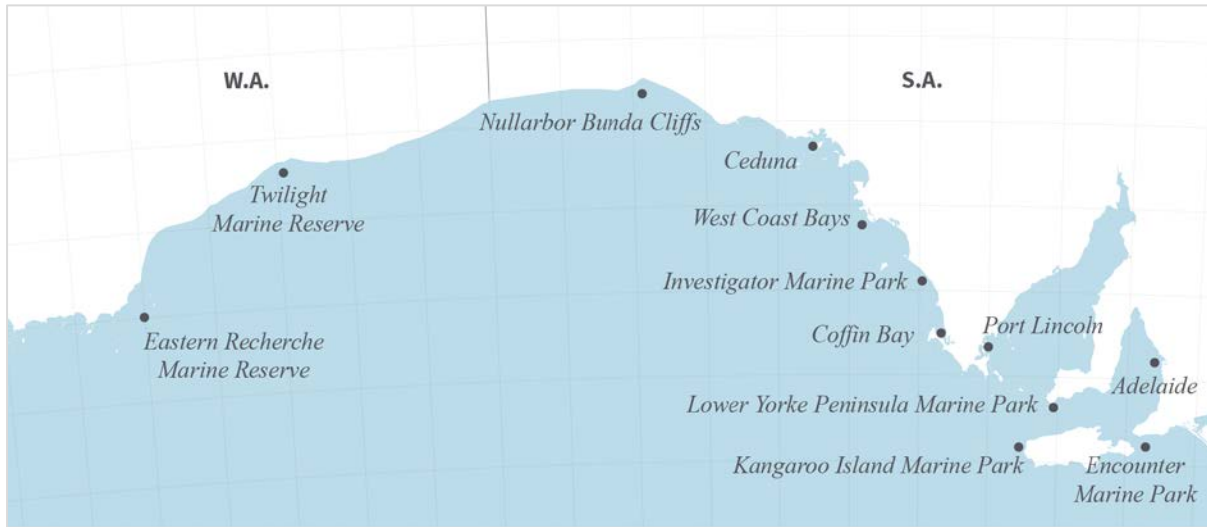 W.A.
S.A.
Nullarbor Bunda Cliffs
Ceduna
Twilight
Marine Reserve
West Coast Bays
Investigator Marine Park
Eastern Recherche
Marine Reserve
Coffin Bay
Port Lincoln
Adelaide
Lower Yorke Peninsula Marine Park
Kangaroo Island Marine Park
Encounter
Marine Park